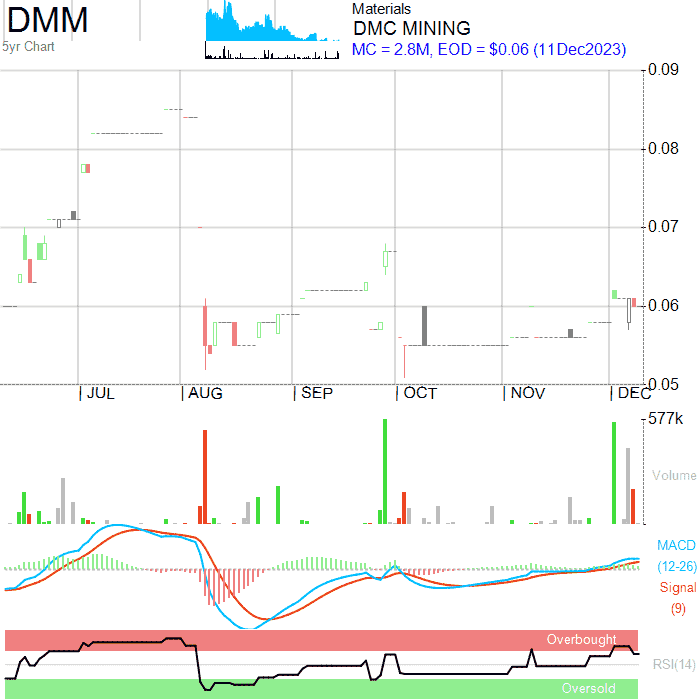 DMM
5yr Chart
Materials
DMC MINING
MC = 2.8M, EOD = $0.06 (11Dec2023)
0.09
0.08
0.07
0.06
0.05
JUL
AUG
SEP
OCT
NOV
DEC
577k
Volume
MACD
(12-26)
Signal
(9)
Overbought
RSI(14)
Oversold